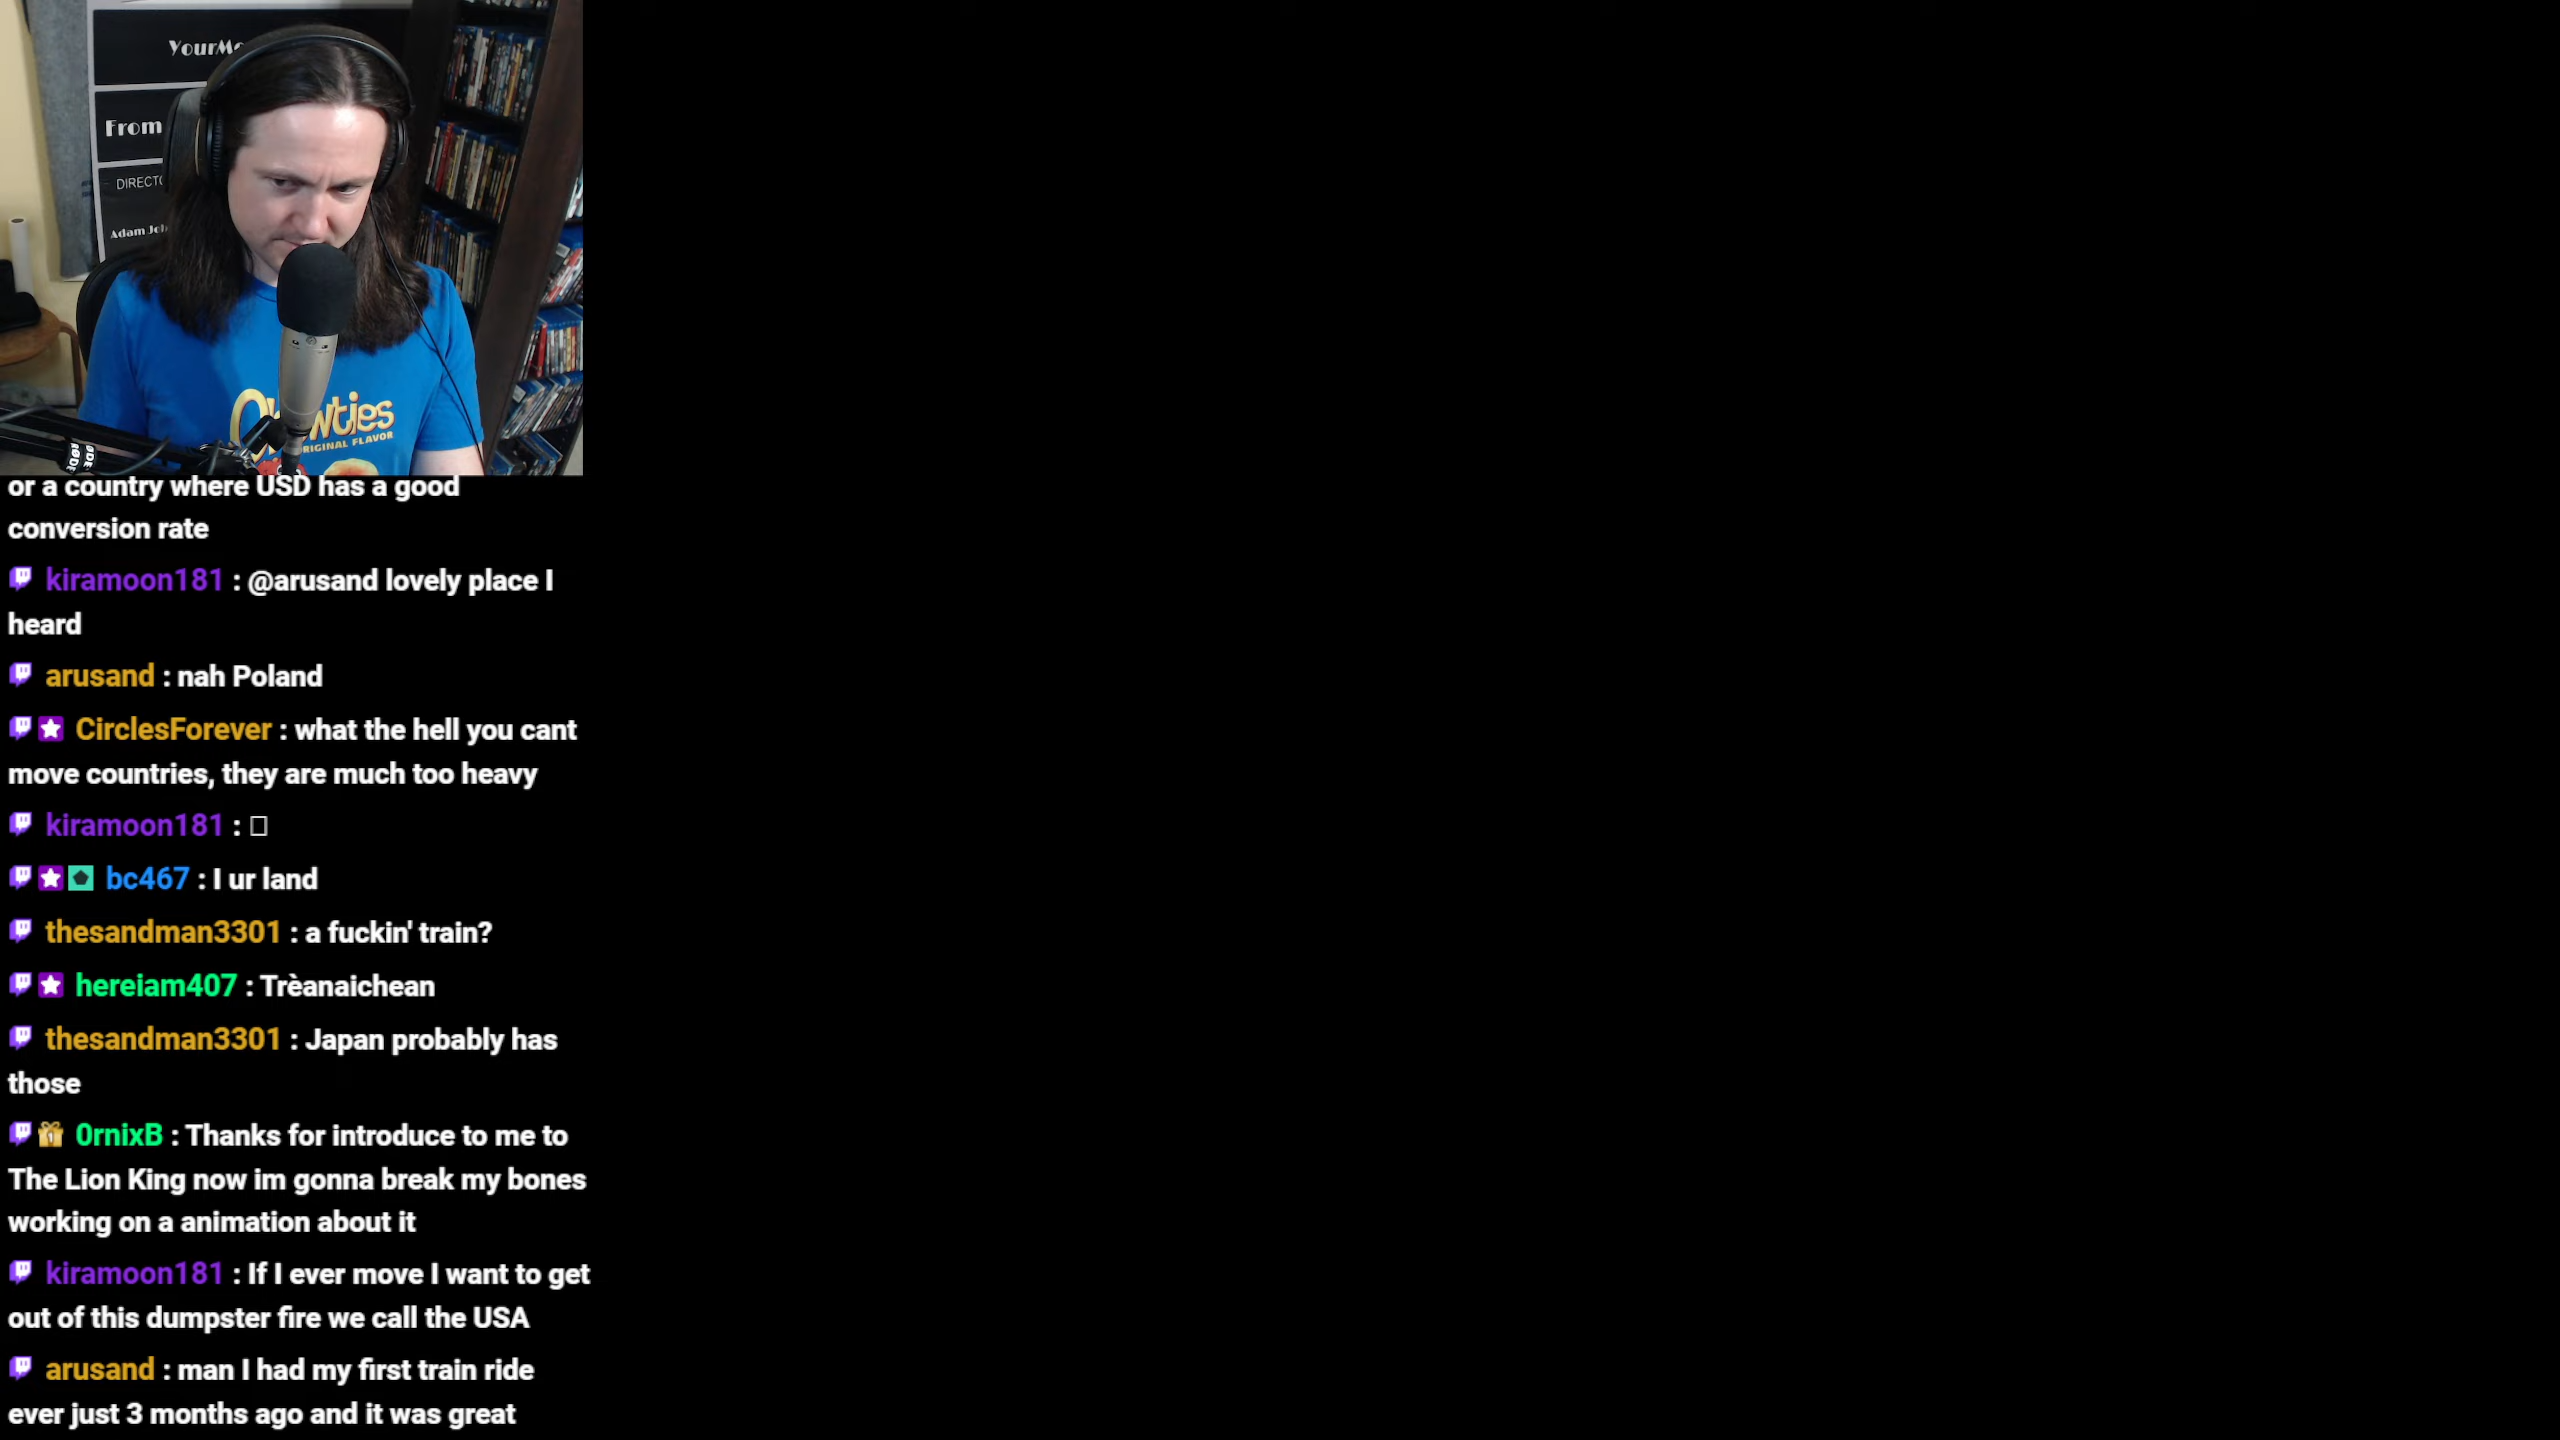 YourMo
From
DIRECTO
Adam Joh
ORIGINAL FLAVOR
RØDE
or a country where USD has a good
conversion rate
kiramoon181 : @arusand lovely place I
heard
arusand : nah Poland
CirclesForever : what the hell you cant
move countries, they are much too heavy
kiramoon181 : □
bc467 : I ur land
thesandman3301 : a fuckin' train?
hereiam407 : Trèanaichean
thesandman3301 : Japan probably has
those
0rnixB : Thanks for introduce to me to
The Lion King now im gonna break my bones
working on a animation about it
kiramoon181 : If I ever move I want to get
out of this dumpster fire we call the USA
arusand : man I had my first train ride
ever just 3 months ago and it was great